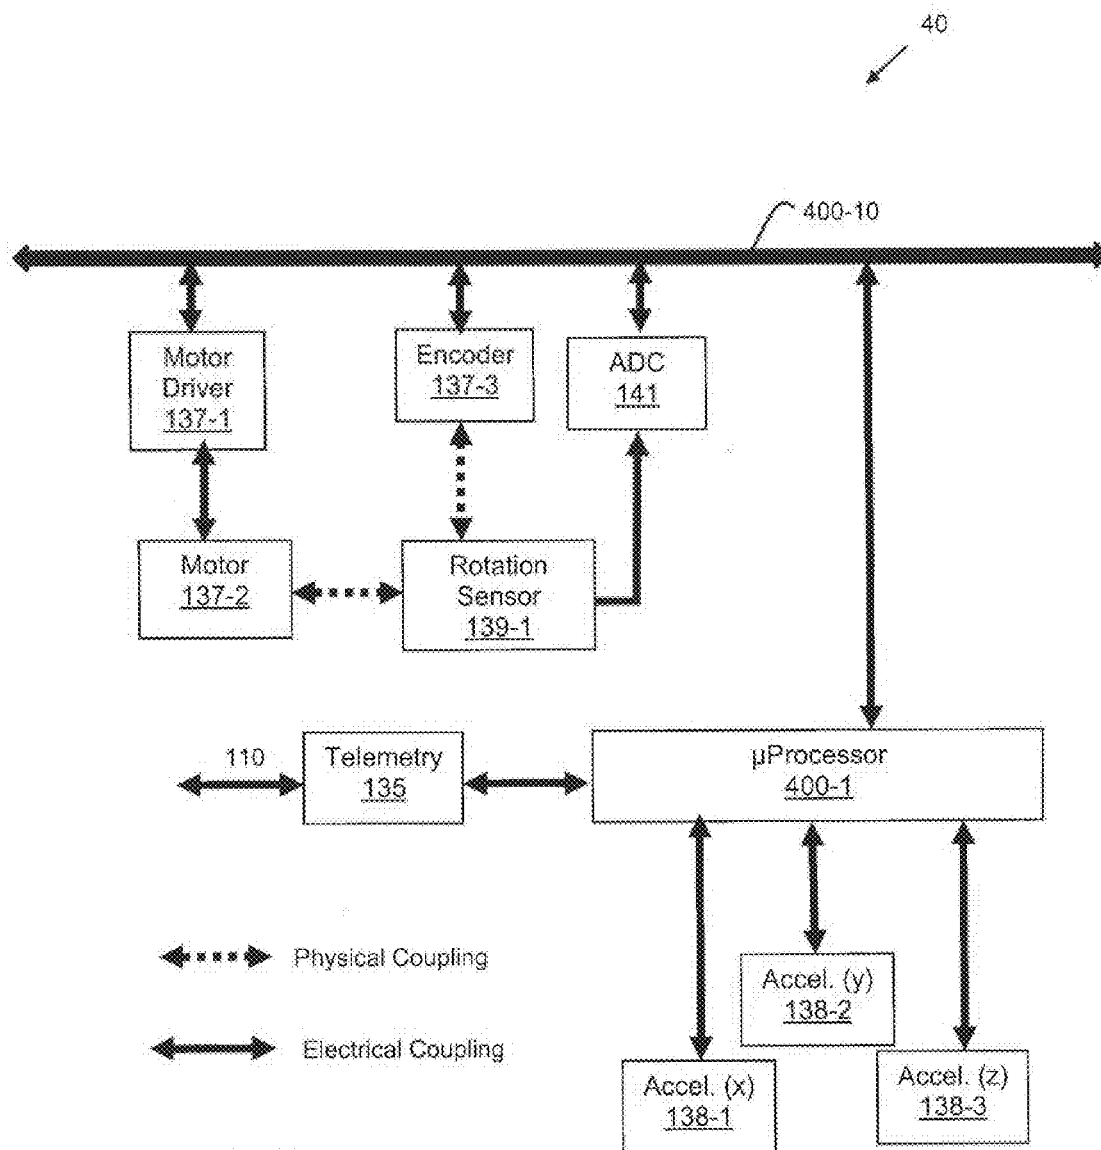 40
400-10
Motor
Driver
137-1
Encoder
137-3
ADC
141
Motor
137-2
Rotation
Sensor
139-1
110
Telemetry
135
µProcessor
400-1
Physical Coupling
Electrical Coupling
Accel. (y)
138-2
Accel. (x)
138-1
Accel. (z)
138-3